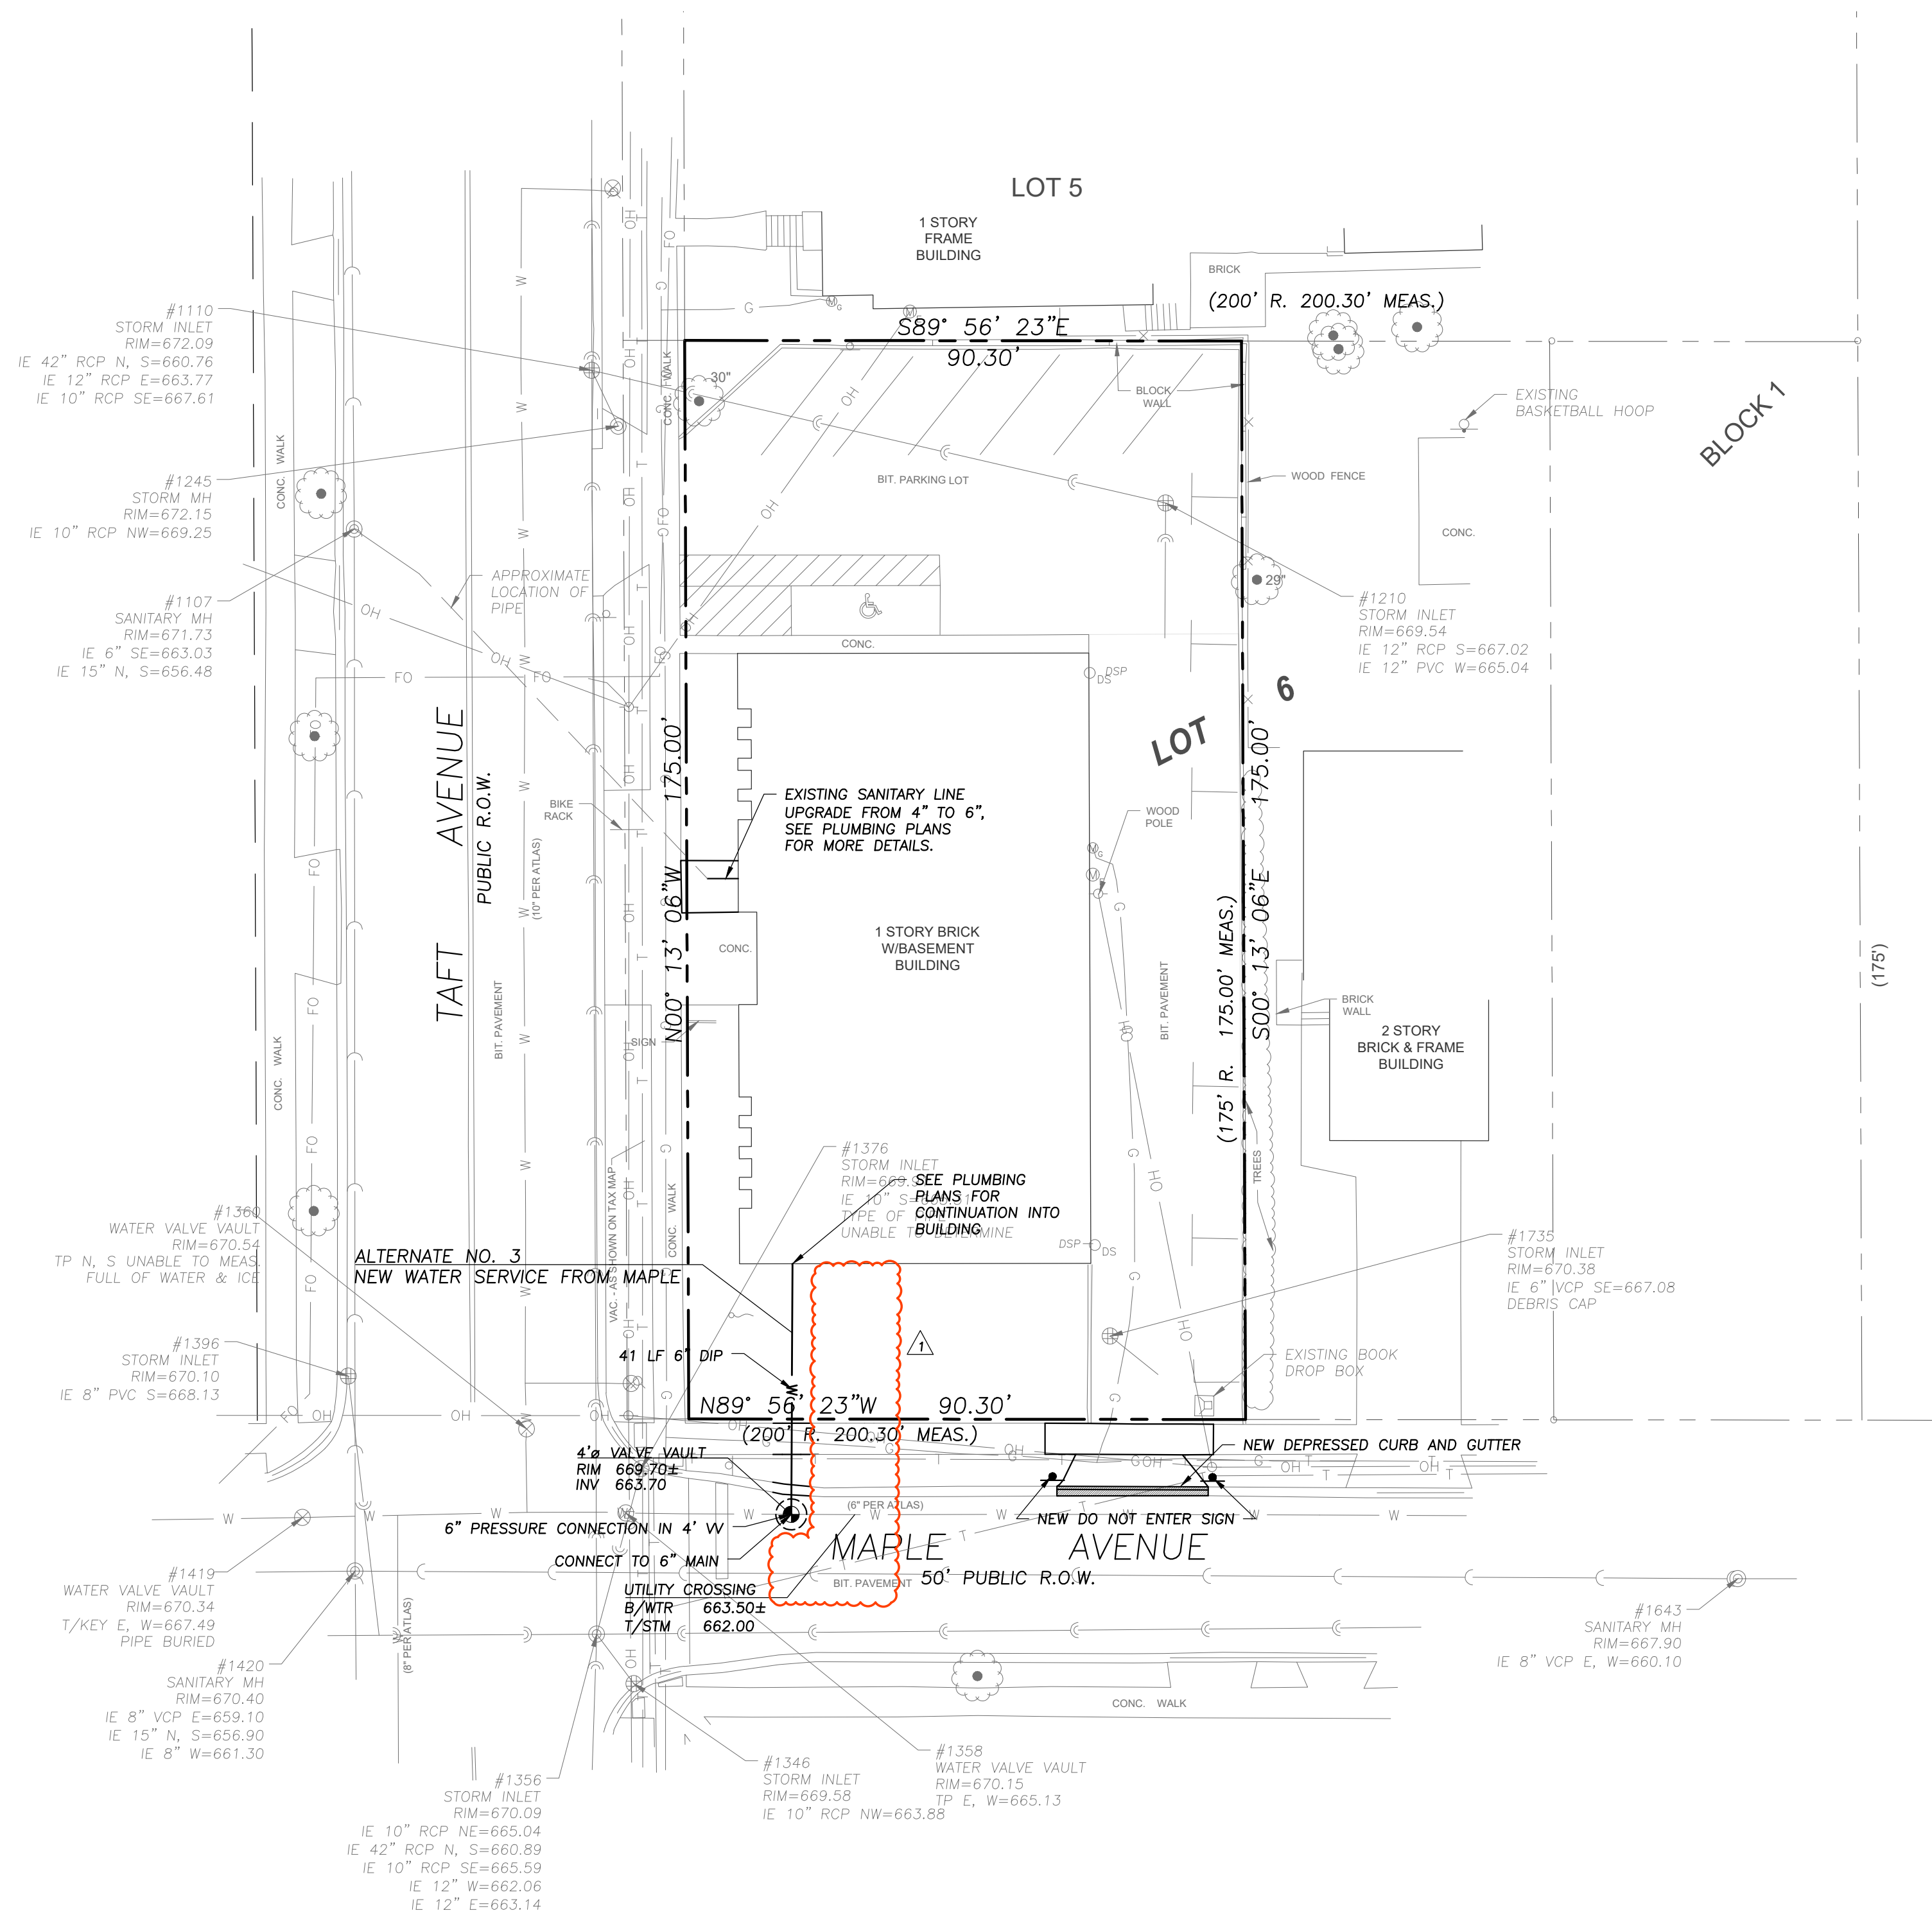 LOT 5
1 STORY
FRAME
BUILDING
BRICK
(200' R. 200.30' MEAS.)
S89° 56' 23"E
90.30'
30"
BLOCK
WALL
BLOCK 1
EXISTING
BASKETBALL HOOP
#1110
STORM INLET
RIM=672.09
IE 42" RCP N, S=660.76
IE 12" RCP E=663.77
IE 10" RCP SE=667.61
#1245
STORM MH
RIM=672.15
IE 10" RCP NW=669.25
#1107
SANITARY MH
RIM=671.73
IE 6" SE=663.03
IE 15" N, S=656.48
CONC. WALK
CONC. WALK
APPROXIMATE
LOCATION OF
PIPE
BIT. PARKING LOT
WOOD FENCE
CONC.
29"
#1210
STORM INLET
RIM=669.54
IE 12" RCP S=667.02
IE 12" PVC W=665.04
CONC.
DSP
DS
LOT 6
TAFT AVENUE
PUBLIC R.O.W.
(10" PER ATLAS)
BIT. PAVEMENT
BIKE
RACK
N00° 13' 06"W 175.00'
EXISTING SANITARY LINE
UPGRADE FROM 4" TO 6",
SEE PLUMBING PLANS
FOR MORE DETAILS.
WOOD
POLE
1 STORY BRICK
W/BASEMENT
BUILDING
CONC.
SIGN
BIT. PAVEMENT
(175' R. 175.00' MEAS.)
S00° 13' 06"E 175.00'
BRICK
WALL
2 STORY
BRICK & FRAME
BUILDING
(175')
CONC. WALK
CONC. WALK
VAC. - AS SHOWN ON TAX MAP
TREES
#1376
STORM INLET
IE 10"
TYPE OF
UNABLE TO DETERMINE
SEE PLUMBING
PLANS FOR
CONTINUATION INTO
BUILDING
DSP
DS
#1360
WATER VALVE VAULT
RIM=670.54
TP N, S UNABLE TO MEAS.
FULL OF WATER & ICE
ALTERNATE NO. 3
NEW WATER SERVICE FROM MAPLE
#1735
STORM INLET
RIM=670.38
IE 6" VCP SE=667.08
DEBRIS CAP
#1396
STORM INLET
RIM=670.10
IE 8" PVC S=668.13
41 LF 6" DIP
1
EXISTING BOOK
DROP BOX
N89° 56' 23"W 90.30'
(200' R. 200.30' MEAS.)
4'ø VALVE VAULT
RIM 669.70±
INV 663.70
NEW DEPRESSED CURB AND GUTTER
(6" PER ATLAS)
6" PRESSURE CONNECTION IN 4' VV
NEW DO NOT ENTER SIGN
CONNECT TO 6" MAIN
MAPLE AVENUE
BIT. PAVEMENT
50' PUBLIC R.O.W.
UTILITY CROSSING
B/WTR 663.50±
T/STM 662.00
#1419
WATER VALVE VAULT
RIM=670.34
T/KEY E, W=667.49
PIPE BURIED
(8" PER ATLAS)
#1643
SANITARY MH
RIM=667.90
IE 8" VCP E, W=660.10
#1420
SANITARY MH
RIM=670.40
IE 8" VCP E=659.10
IE 15" N, S=656.90
IE 8" W=661.30
CONC. WALK
#1356
STORM INLET
RIM=670.09
IE 10" RCP NE=665.04
IE 42" RCP N, S=660.89
IE 10" RCP SE=665.59
IE 12" W=662.06
IE 12" E=663.14
#1346
STORM INLET
RIM=669.58
IE 10" RCP NW=663.88
#1358
WATER VALVE VAULT
RIM=670.15
TP E, W=665.13